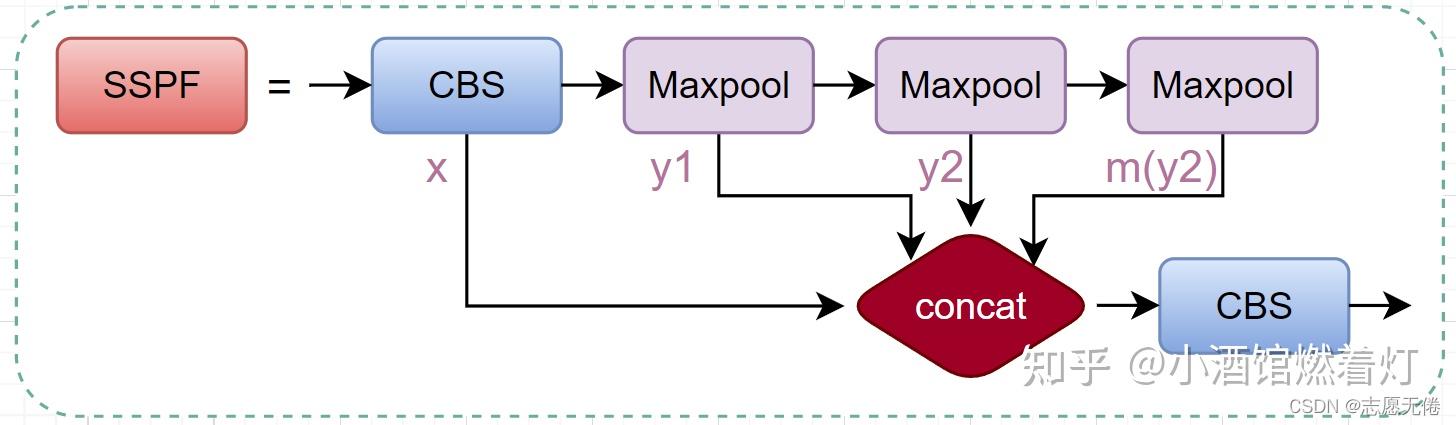 SSPF = CBS Maxpool Maxpool Maxpool
x y1 y2 m(y2)
concat CBS
知乎 @小酒馆燃着灯
CSDN @志愿无倦